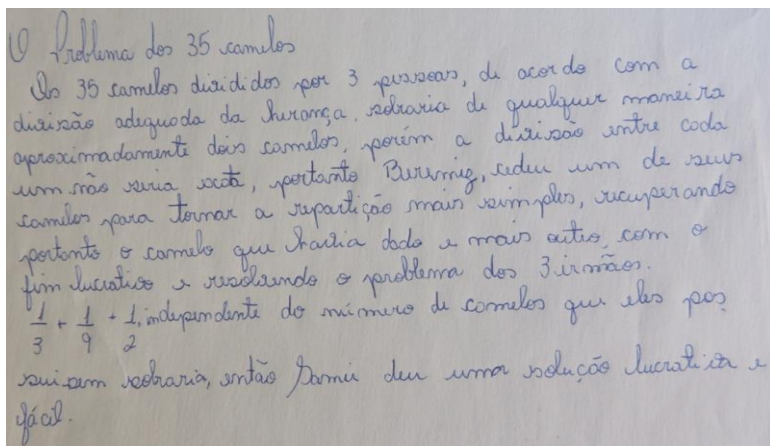 O Problema dos 35 camelos
Os 35 camelos divididos por 3 pessoas, de acordo com a
divisão adequada da herança, sobraria de qualquer maneira
aproximadamente dois camelos, porém a divisão entre cada
um não seria exata, portanto Beremiz, cedeu um de seus
camelos para tornar a repartição mais simples, recuperando
portanto o camelo que havia dado e mais outro, com o
fim lucrativo e resolvendo o problema dos 3 irmãos.
1/3 + 1/9 + 1/2, independente do número de camelos que eles pos
suissem sobraria, então Samir deu uma solução lucrativa e
fácil.